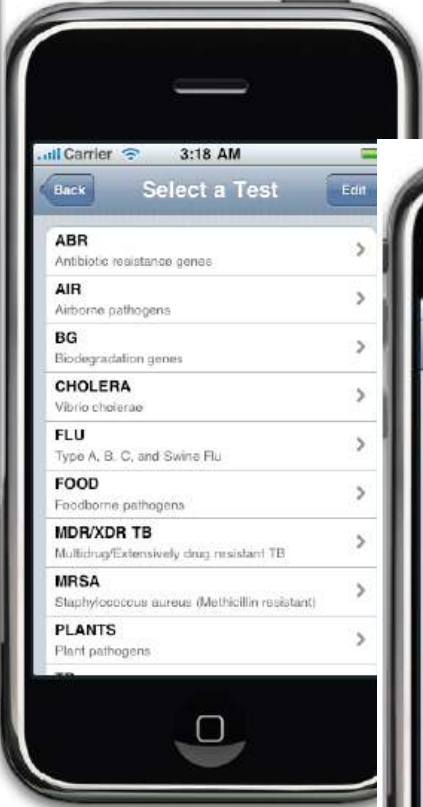 Carrier 3:18 AM
Back Select a Test Edit
ABR
Antibiotic resistance genes
AIR
Airborne pathogens
BG
Biodegradation genes
CHOLERA
Vibrio cholerae
FLU
Type A, B, C, and Swine Flu
FOOD
Foodborne pathogens
MDR/XDR TB
Multidrug/Extensively drug resistant TB
MRSA
Staphylococcus aureus (Methicillin resistant)
PLANTS
Plant pathogens